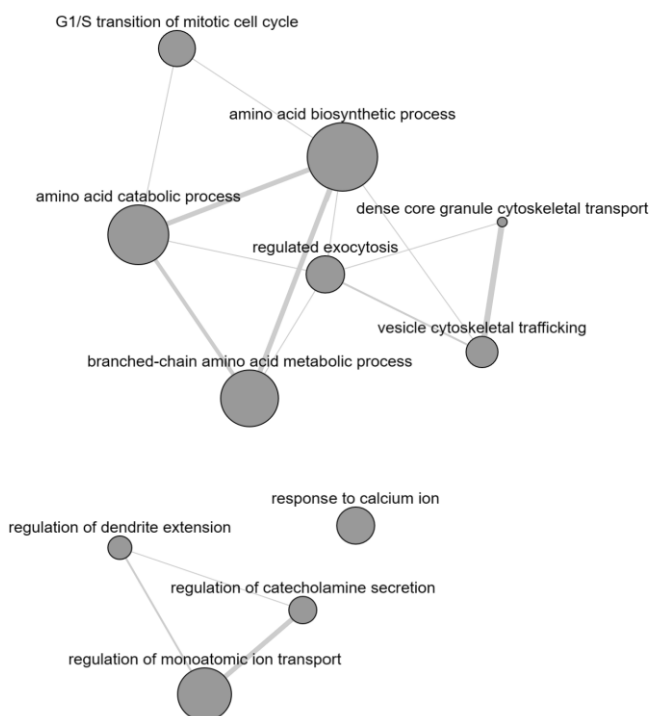 G1/S transition of mitotic cell cycle
amino acid biosynthetic process
amino acid catabolic process
dense core granule cytoskeletal transport
regulated exocytosis
vesicle cytoskeletal trafficking
branched-chain amino acid metabolic process
response to calcium ion
regulation of dendrite extension
regulation of catecholamine secretion
regulation of monoatomic ion transport